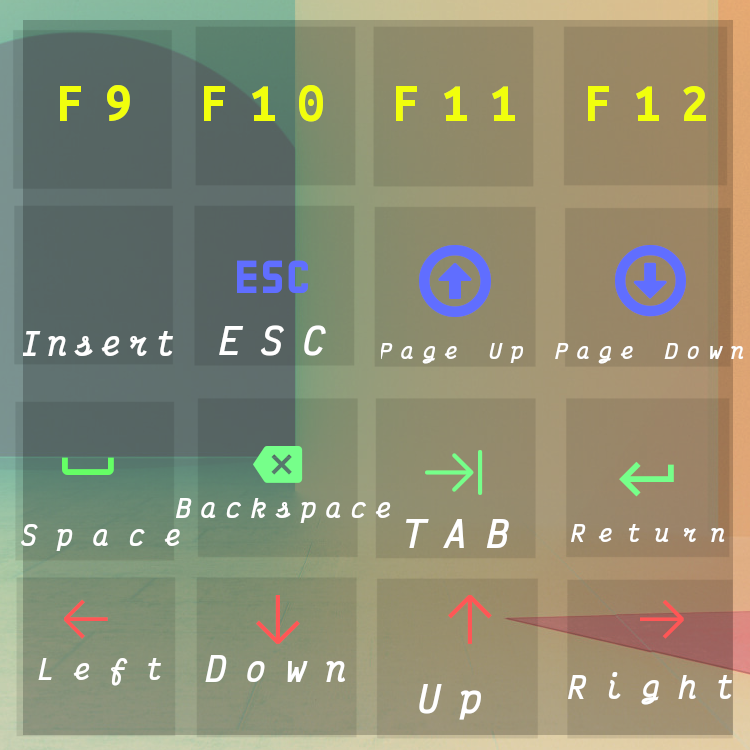 F9 F10 F11 F12
ESC
Insert ESC Page Up Page Down
Space Backspace TAB Return
Left Down Up Right